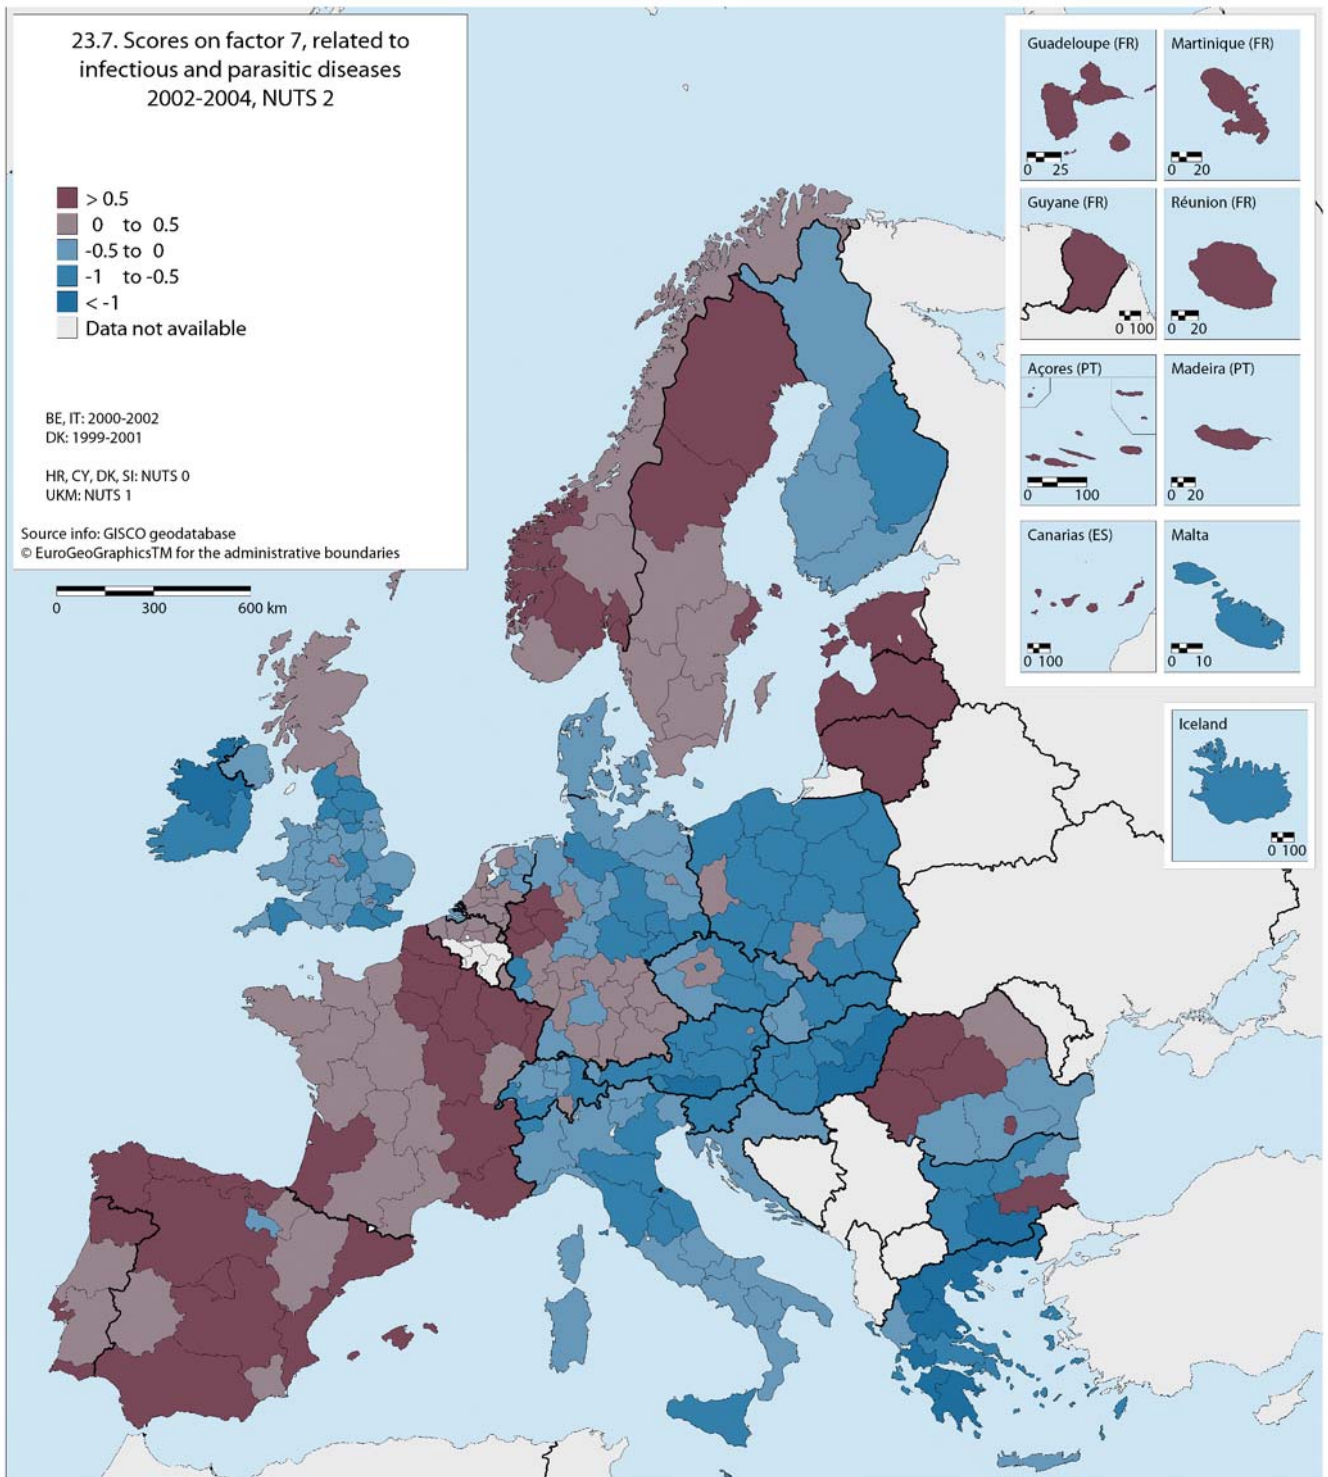 23.7. Scores on factor 7, related to
infectious and parasitic diseases
2002-2004, NUTS 2
> 0.5
0 to 0.5
-0.5 to 0
-1 to -0.5
< -1
Data not available
BE, IT: 2000-2002
DK: 1999-2001
HR, CY, DK, SI: NUTS 0
UKM: NUTS 1
Source info: GISCO geodatabase
© EuroGeoGraphicsTM for the administrative boundaries
0 300 600 km
Guadeloupe (FR)
0 25
Martinique (FR)
0 20
Guyane (FR)
0 100
Réunion (FR)
0 20
Açores (PT)
0 100
Madeira (PT)
0 20
Canarias (ES)
0 100
Malta
0 10
Iceland
0 100